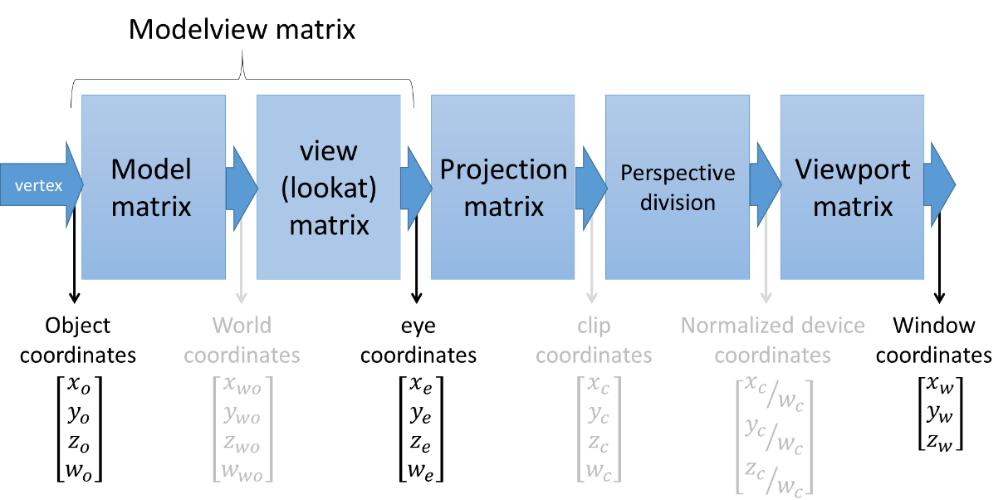 Modelview matrix
vertex
Model
matrix
view
(lookat)
matrix
Projection
matrix
Perspective
division
Viewport
matrix
Object
coordinates
World
coordinates
eye
coordinates
clip
coordinates
Normalized device
coordinates
Window
coordinates
[x_o
y_o
z_o
w_o]
[x_wo
y_wo
z_wo
w_wo]
[x_e
y_e
z_e
w_e]
[x_c
y_c
z_c
w_c]
[x_c/w_c
y_c/w_c
z_c/w_c]
[x_w
y_w
z_w]